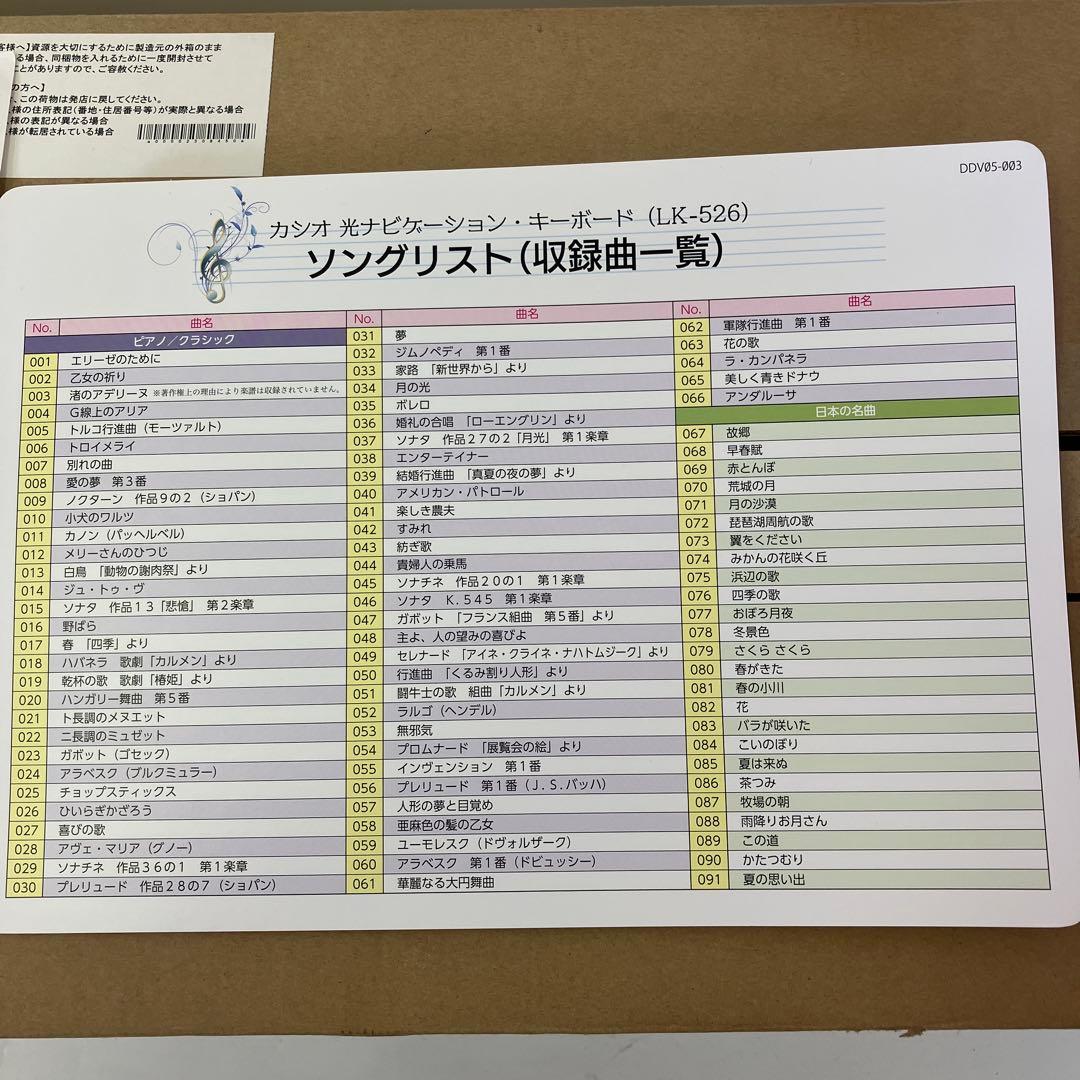 客様へ】資源を大切にするために製造元の外箱のまま
る場合、同梱物を入れるために一度開封させて
ことがありますので、ご容赦ください。
の方へ】
、この荷物は発店に戻してください。
様の住所表記（番地・住居番号等）が実際と異なる場合
様の表記が異なる場合
様が転居されている場合
DDV05-003
カシオ 光ナビゲーション・キーボード（LK-526）
ソングリスト（収録曲一覧）
No. 曲名
ピアノ／クラシック
001 エリーゼのために
002 乙女の祈り
003 渚のアデリーヌ ※著作権上の理由により楽譜は収録されていません。
004 G線上のアリア
005 トルコ行進曲（モーツァルト）
006 トロイメライ
007 別れの曲
008 愛の夢 第３番
009 ノクターン 作品９の２（ショパン）
010 小犬のワルツ
011 カノン（パッヘルベル）
012 メリーさんのひつじ
013 白鳥 「動物の謝肉祭」より
014 ジュ・トゥ・ヴ
015 ソナタ 作品１３「悲愴」 第２楽章
016 野ばら
017 春 「四季」より
018 ハバネラ 歌劇「カルメン」より
019 乾杯の歌 歌劇「椿姫」より
020 ハンガリー舞曲 第５番
021 ト長調のメヌエット
022 ニ長調のミュゼット
023 ガボット（ゴセック）
024 アラベスク（ブルクミュラー）
025 チョップスティックス
026 ひいらぎかざろう
027 喜びの歌
028 アヴェ・マリア（グノー）
029 ソナチネ 作品３６の１ 第１楽章
030 プレリュード 作品２８の７（ショパン）
No. 曲名
031 夢
032 ジムノペディ 第１番
033 家路 「新世界から」より
034 月の光
035 ボレロ
036 婚礼の合唱 「ローエングリン」より
037 ソナタ 作品２７の２「月光」 第１楽章
038 エンターテイナー
039 結婚行進曲 「真夏の夜の夢」より
040 アメリカン・パトロール
041 楽しき農夫
042 すみれ
043 紡ぎ歌
044 貴婦人の乗馬
045 ソナチネ 作品２０の１ 第１楽章
046 ソナタ K.５４５ 第１楽章
047 ガボット 「フランス組曲 第５番」より
048 主よ、人の望みの喜びよ
049 セレナード 「アイネ・クライネ・ナハトムジーク」より
050 行進曲 「くるみ割り人形」より
051 闘牛士の歌 組曲「カルメン」より
052 ラルゴ（ヘンデル）
053 無邪気
054 プロムナード 「展覧会の絵」より
055 インヴェンション 第１番
056 プレリュード 第１番（J.S.バッハ）
057 人形の夢と目覚め
058 亜麻色の髪の乙女
059 ユーモレスク（ドヴォルザーク）
060 アラベスク 第１番（ドビュッシー）
061 華麗なる大円舞曲
No. 曲名
062 軍隊行進曲 第１番
063 花の歌
064 ラ・カンパネラ
065 美しく青きドナウ
066 アンダルーサ
日本の名曲
067 故郷
068 早春賦
069 赤とんぼ
070 荒城の月
071 月の沙漠
072 琵琶湖周航の歌
073 翼をください
074 みかんの花咲く丘
075 浜辺の歌
076 四季の歌
077 おぼろ月夜
078 冬景色
079 さくら さくら
080 春がきた
081 春の小川
082 花
083 バラが咲いた
084 こいのぼり
085 夏は来ぬ
086 茶つみ
087 牧場の朝
088 雨降りお月さん
089 この道
090 かたつむり
091 夏の思い出